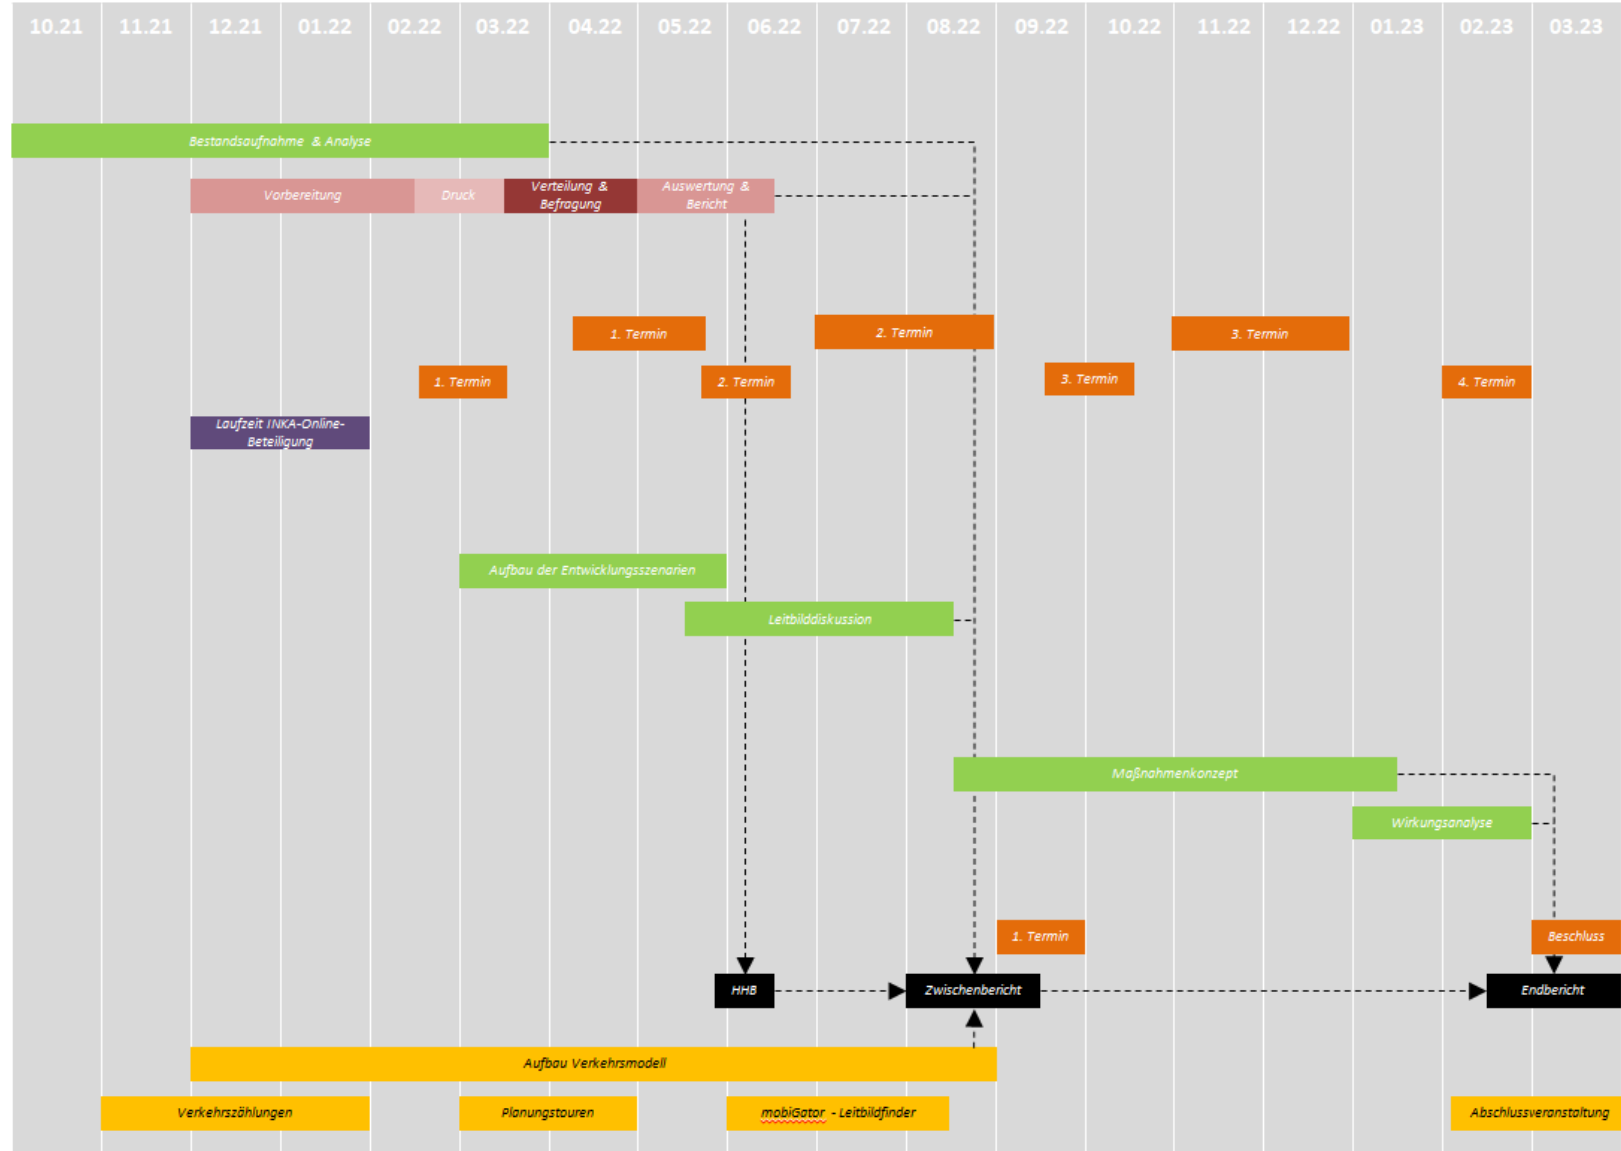 10.21 11.21 12.21 01.22 02.22 03.22 04.22 05.22 06.22 07.22 08.22 09.22 10.22 11.22 12.22 01.23 02.23 03.23
Bestandsaufnahme & Analyse
Vorbereitung
Druck
Verteilung &
Befragung
Auswertung &
Bericht
1. Termin
2. Termin
3. Termin
1. Termin
2. Termin
3. Termin
4. Termin
Laufzeit INKA-Online-
Beteiligung
Aufbau der Entwicklungsszenarien
Leitbilddiskussion
Maßnahmenkonzept
Wirkungsanalyse
1. Termin
Beschluss
HHB
Zwischenbericht
Endbericht
Aufbau Verkehrsmodell
Verkehrszählungen
Planungstouren
mobiGator - Leitbildfinder
Abschlussveranstaltung